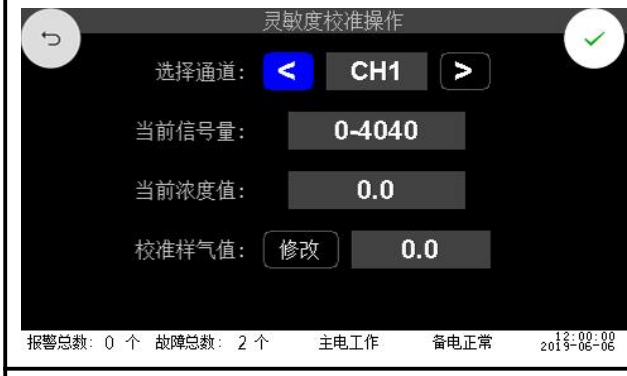 灵敏度校准操作
选择通道: < CH1 >
当前信号量: 0-4040
当前浓度值: 0.0
校准样气值: 修改 0.0
报警总数: 0 个 故障总数: 2 个 主电工作 备电正常 12:00:00
2019-06-06